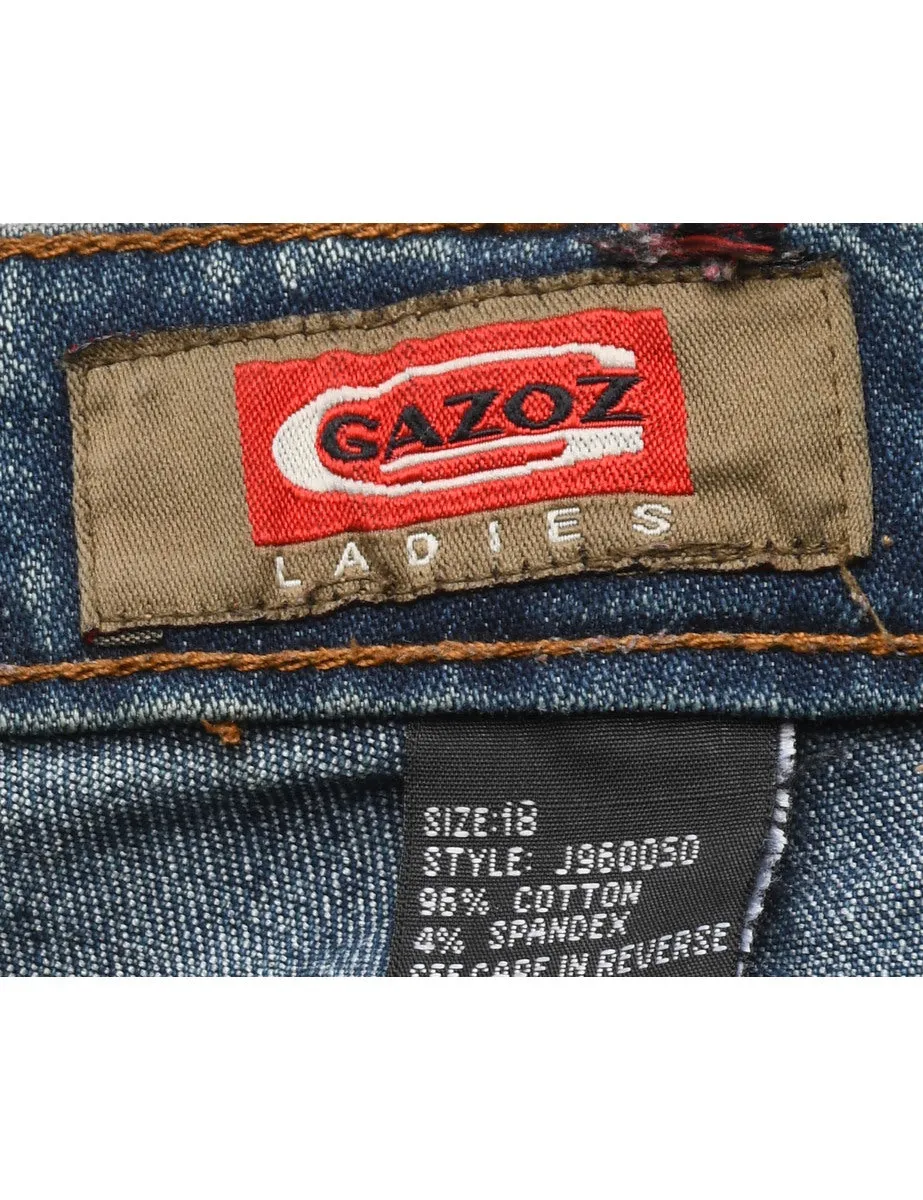 GAZOZ
LADIES
SIZE:18
STYLE: J960050
96% COTTON
4% SPANDEX
SEE CARE IN REVERSE